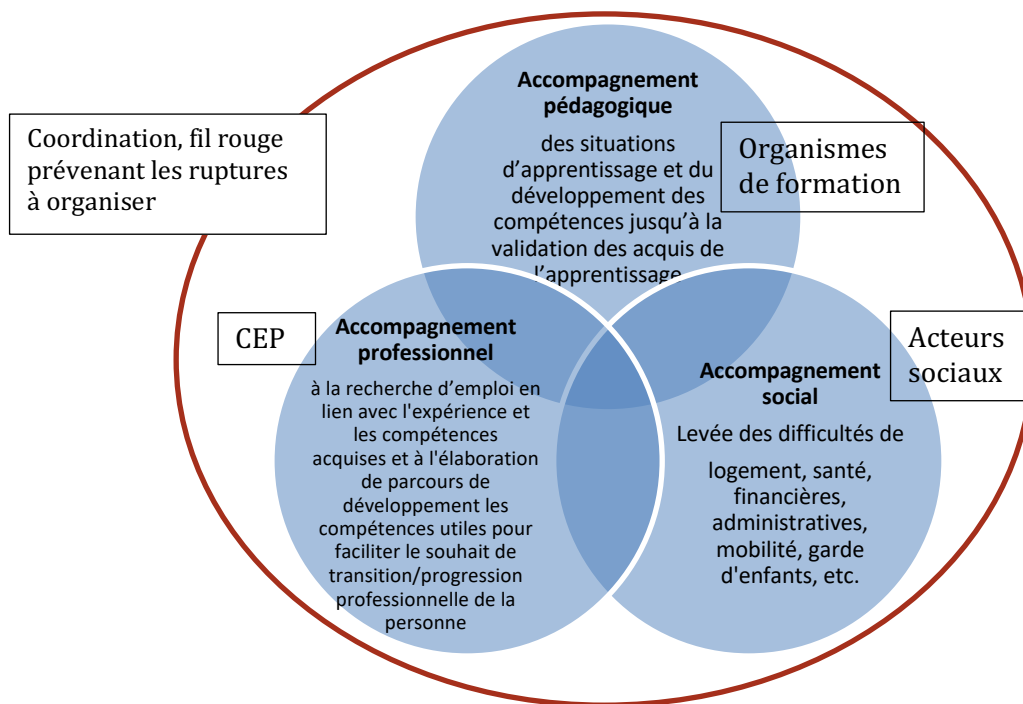 Accompagnement
pédagogique
des situations
d’apprentissage et du
développement des
compétences jusqu’à la
validation des acquis de
l’apprentissage
Coordination, fil rouge
prévenant les ruptures
à organiser
Organismes
de formation
CEP
Accompagnement
professionnel
à la recherche d’emploi en
lien avec l'expérience et
les compétences
acquises et à l'élaboration
de parcours de
développement les
compétences utiles pour
faciliter le souhait de
transition/progression
professionnelle de la
personne
Acteurs
sociaux
Accompagnement
social
Levée des difficultés de
logement, santé,
financières,
administratives,
mobilité, garde
d'enfants, etc.